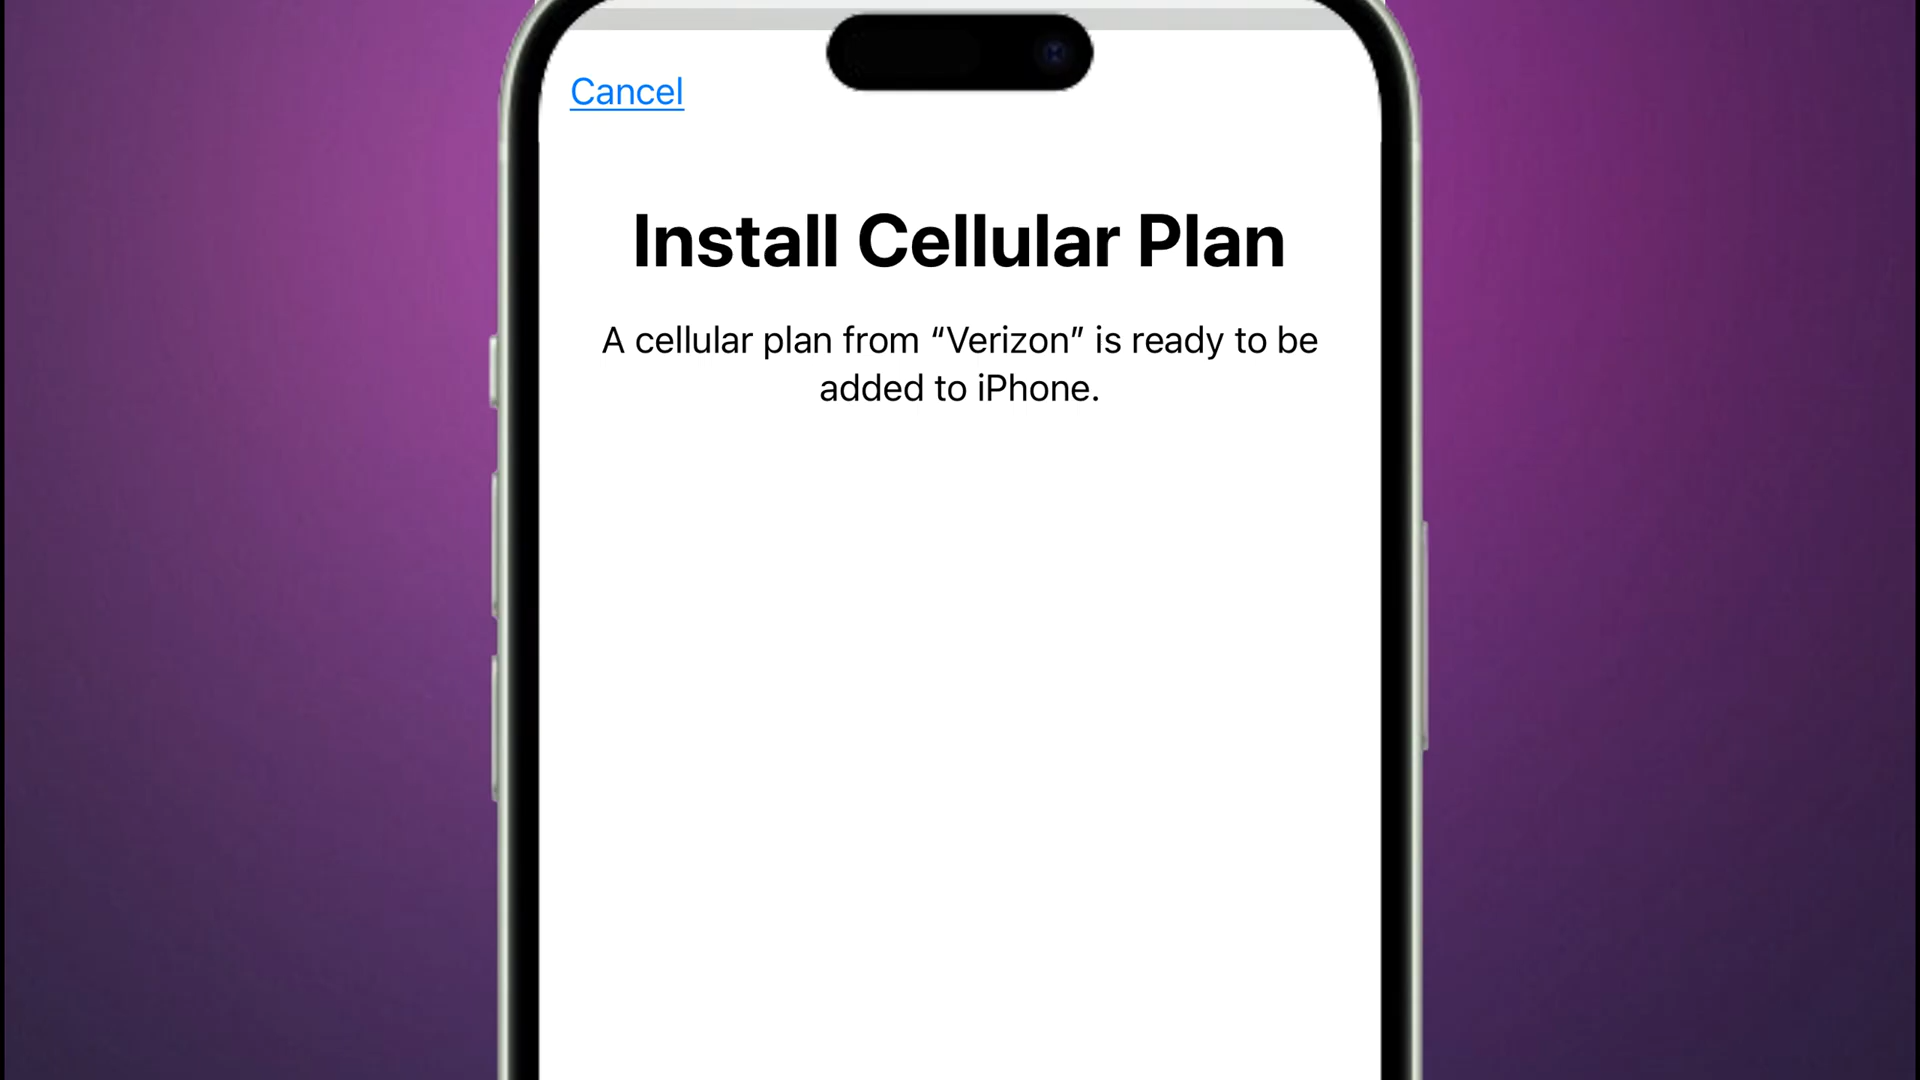 Cancel
Install Cellular Plan
A cellular plan from “Verizon” is ready to be
added to iPhone.